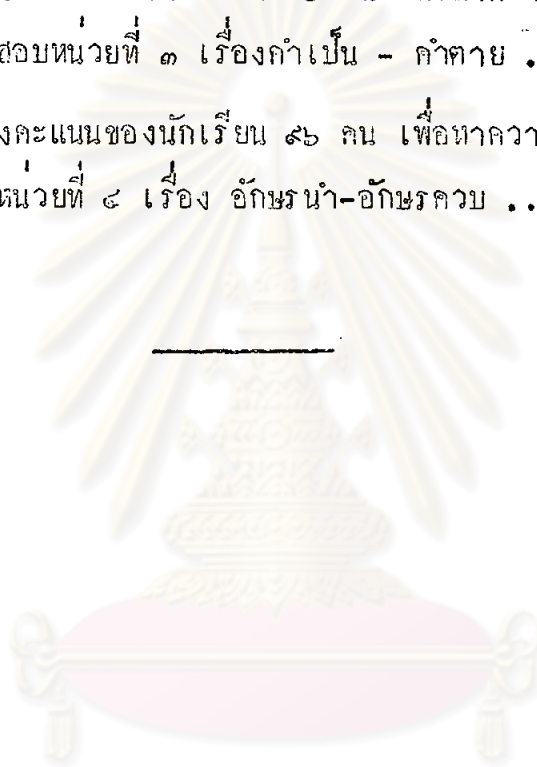 สอบหน่วยที่ ๓ เรื่องคำเป็น - คำตาย .
งคะแนนของนักเรียน ๙๖ คน เพื่อหาควา
หน่วยที่ ๔ เรื่อง อักษรนำ-อักษรควบ ..